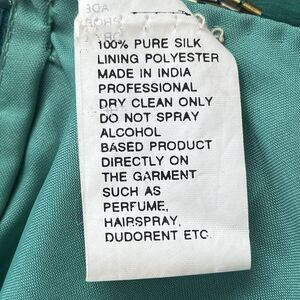 100% PURE SILK
LINING POLYESTER
MADE IN INDIA
PROFESSIONAL
DRY CLEAN ONLY
DO NOT SPRAY
ALCOHOL
BASED PRODUCT
DIRECTLY ON
THE GARMENT
SUCH AS
PERFUME,
HAIRSPRAY,
DUDORENT ETC.